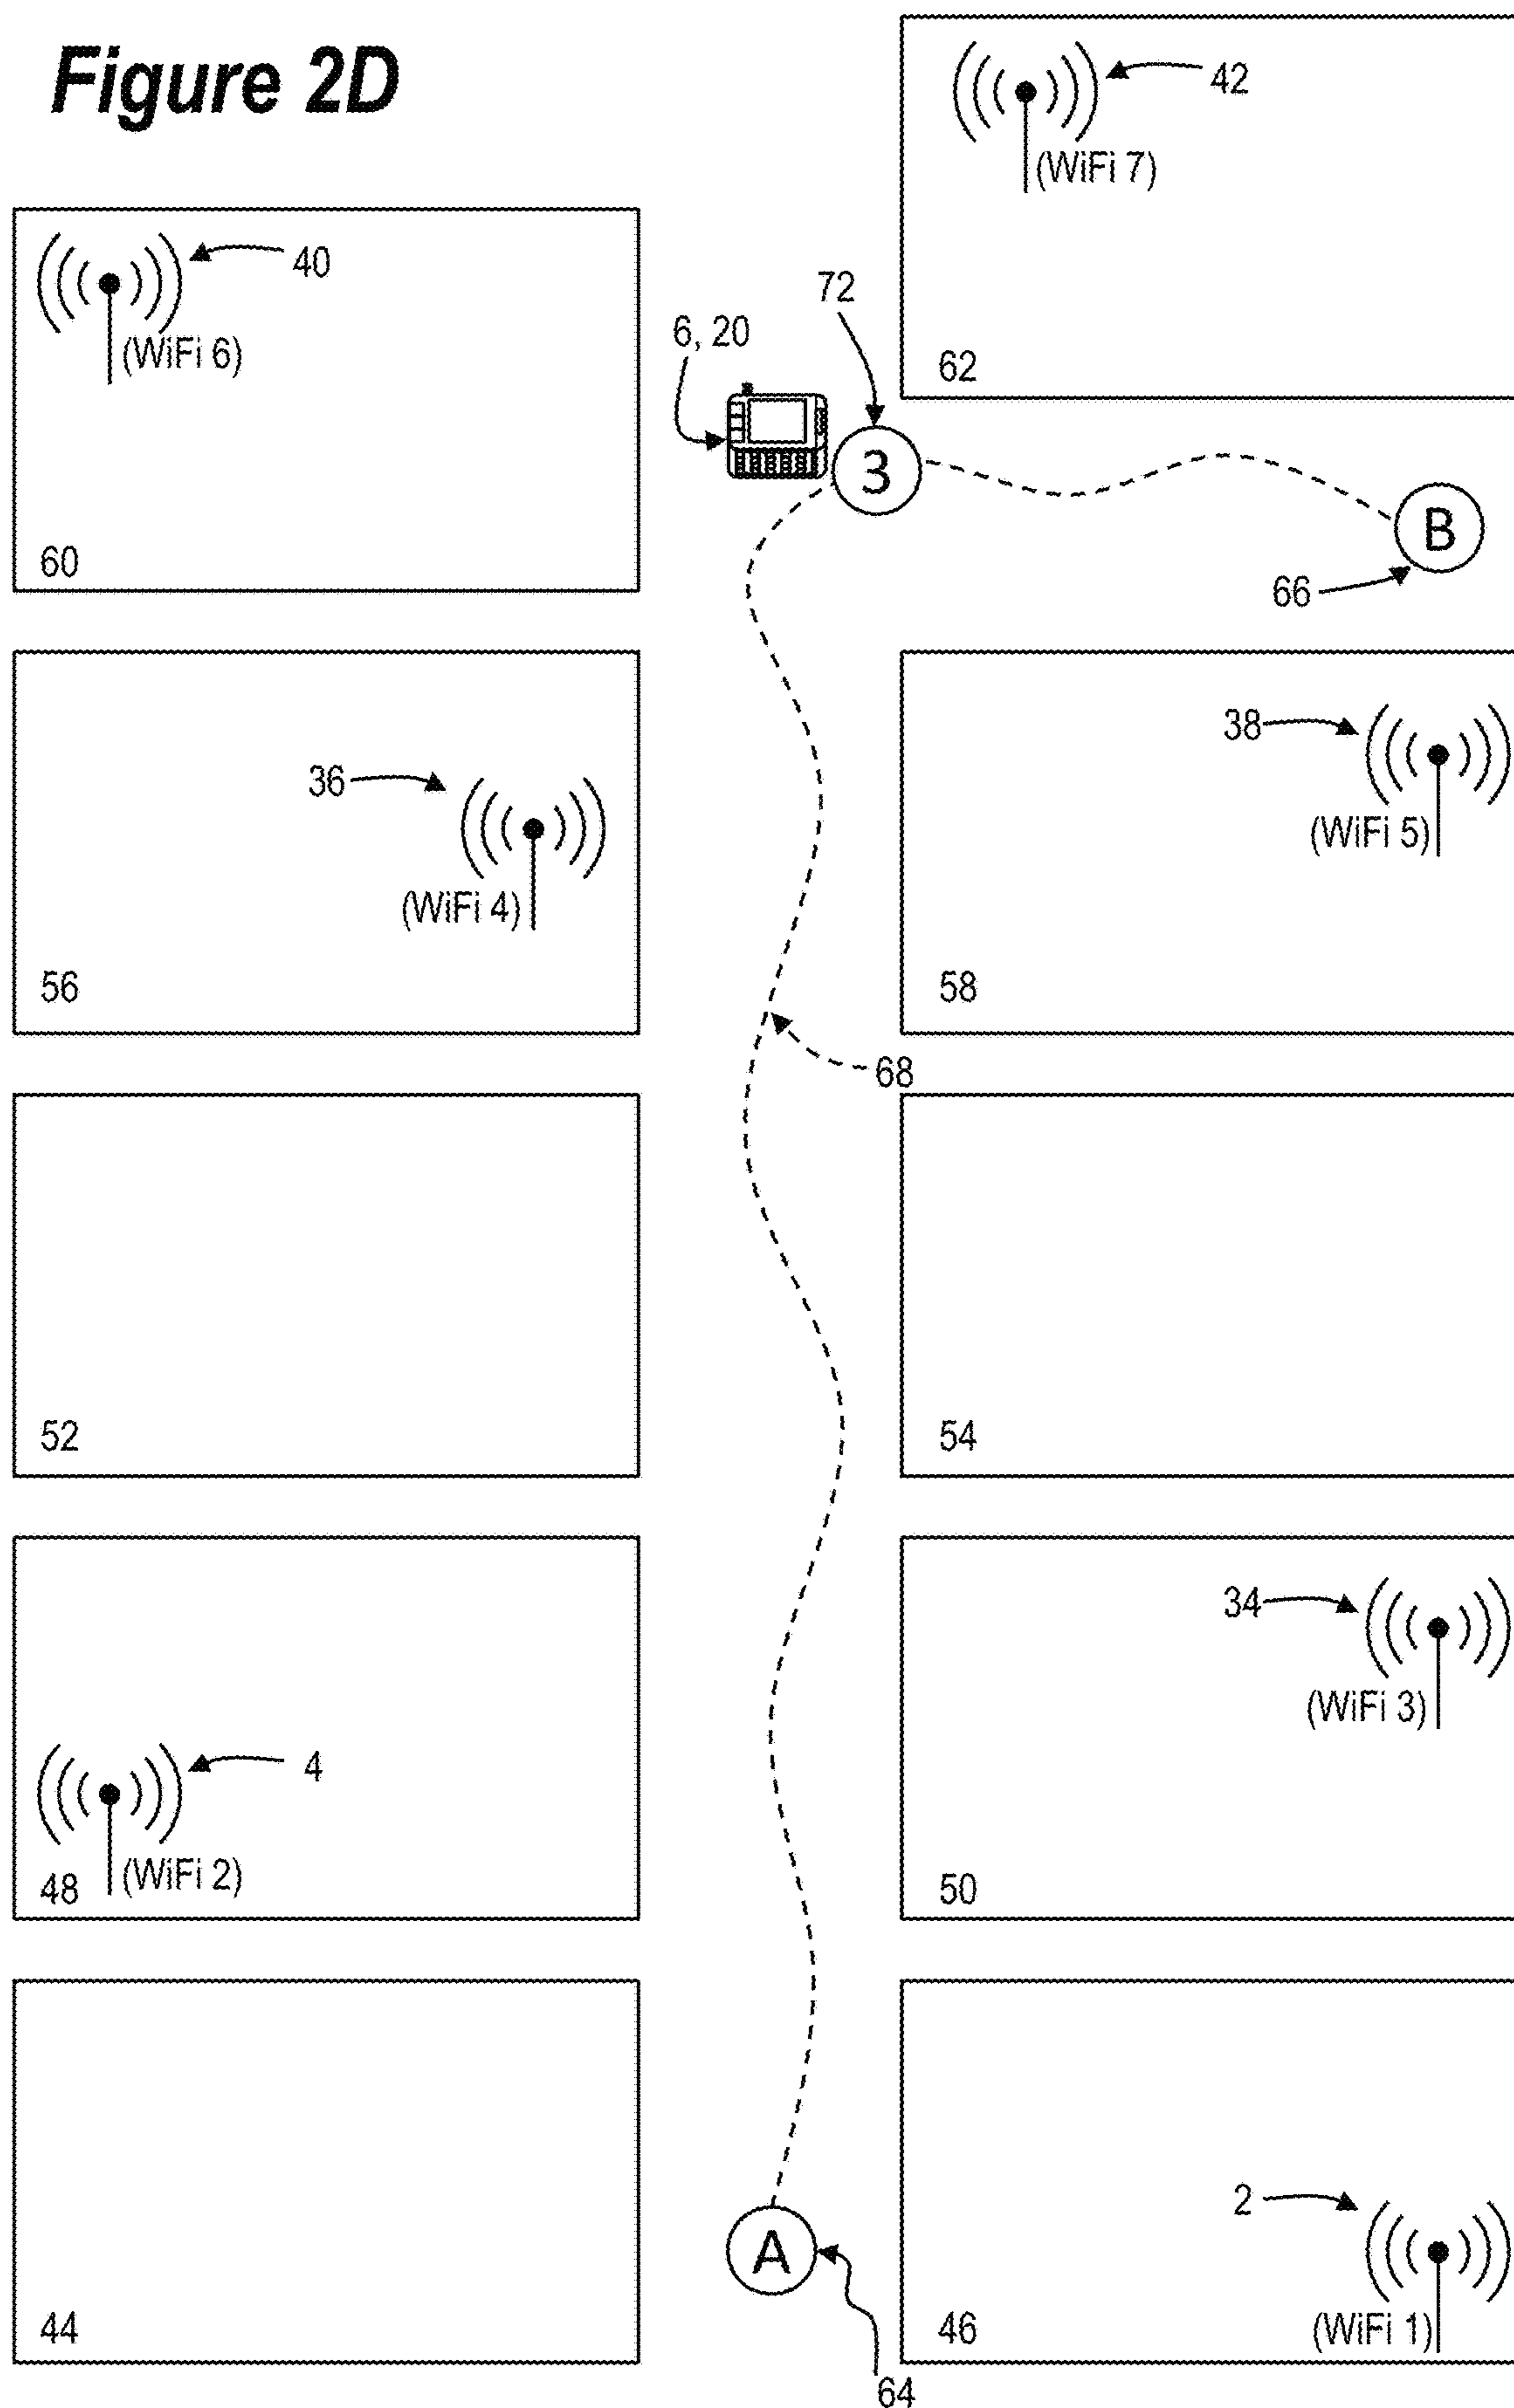 Figure 2D
42
(WiFi 7)
40
72
(WiFi 6)
6, 20
62
3
B
60
66
38
36
(WiFi 5)
(WiFi 4)
56
58
68
52
54
34
(WiFi 3)
4
48
(WiFi 2)
50
2
A
44
46
(WiFi 1)
64